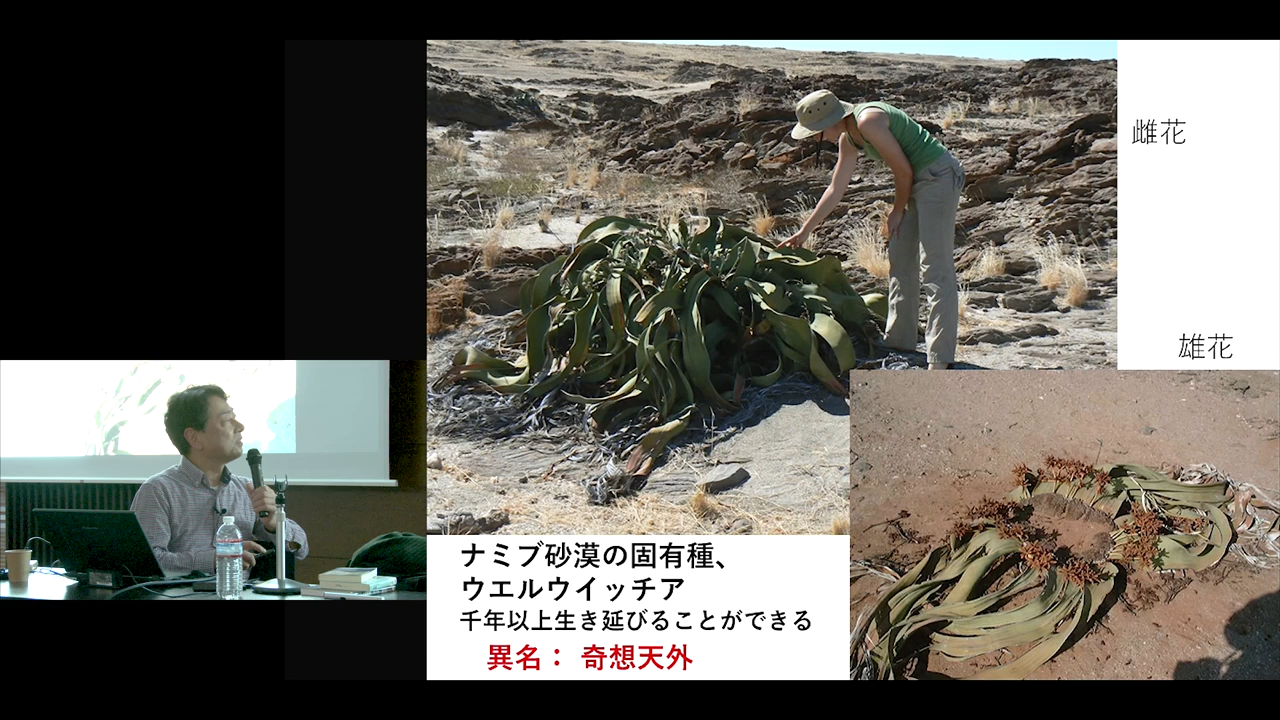 雌花
雄花
ナミブ砂漠の固有種、
ウエルウイッチア
千年以上生き延びることができる
異名： 奇想天外